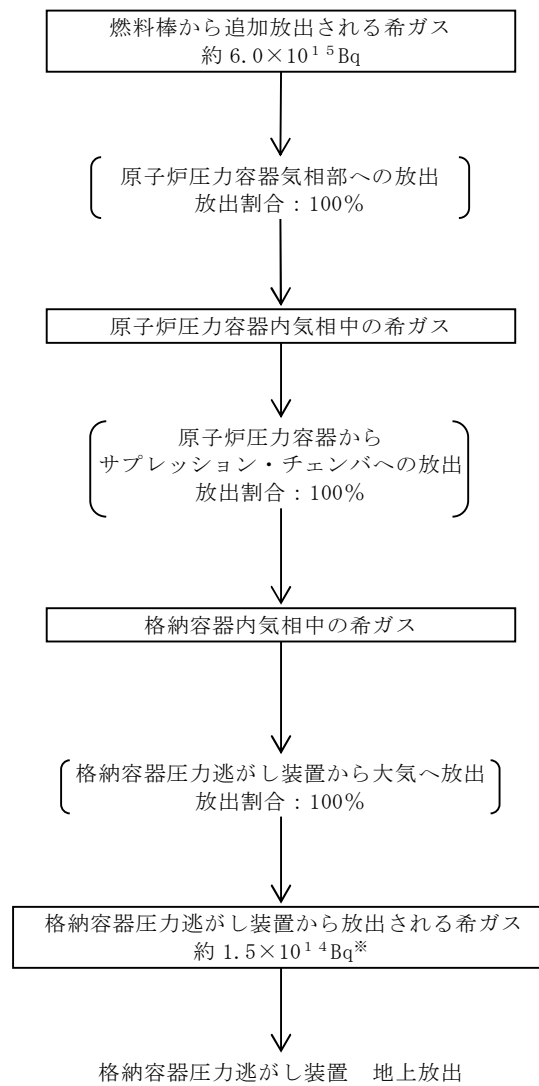 燃料棒から追加放出される希ガス
約 6.0×10¹⁵Bq
原子炉圧力容器気相部への放出
放出割合：100％
原子炉圧力容器内気相中の希ガス
原子炉圧力容器から
サプレッション・チェンバへの放出
放出割合：100％
格納容器内気相中の希ガス
格納容器圧力逃がし装置から大気へ放出
放出割合：100％
格納容器圧力逃がし装置から放出される希ガス
約 1.5×10¹⁴Bq※
格納容器圧力逃がし装置　地上放出